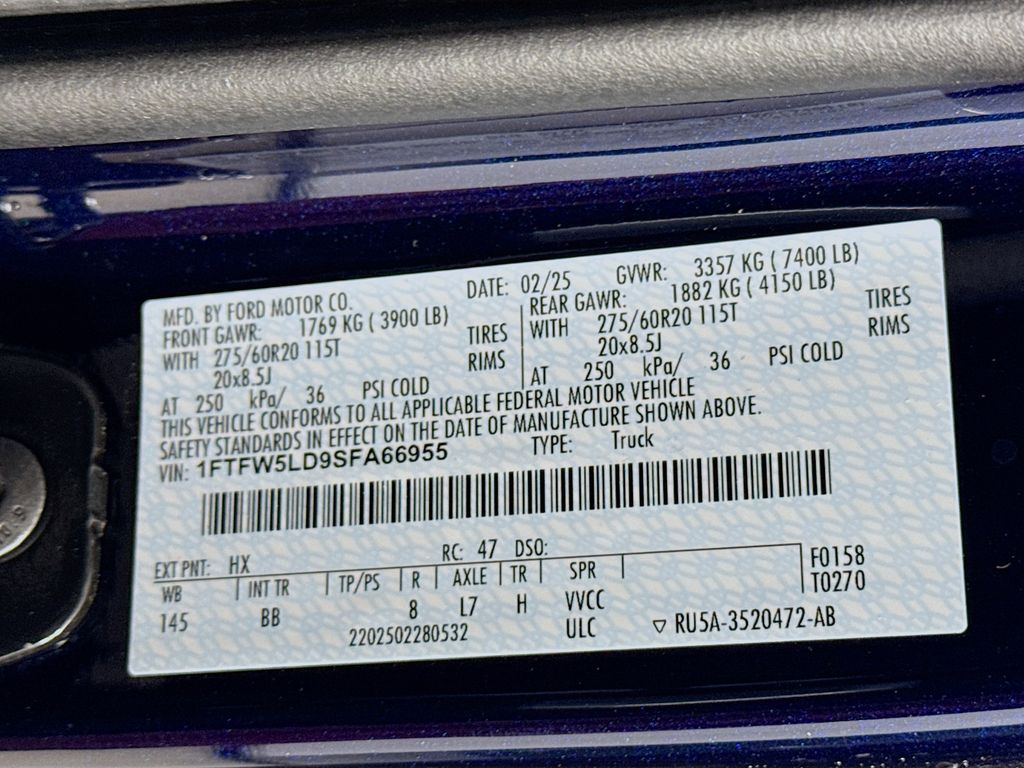 MFD. BY FORD MOTOR CO. DATE: 02/25 GVWR: 3357 KG ( 7400 LB)
FRONT GAWR: 1769 KG ( 3900 LB) REAR GAWR: 1882 KG ( 4150 LB)
WITH 275/60R20 115T TIRES WITH 275/60R20 115T TIRES
20x8.5J RIMS 20x8.5J RIMS
AT 250 kPa/ 36 PSI COLD AT 250 kPa/ 36 PSI COLD
THIS VEHICLE CONFORMS TO ALL APPLICABLE FEDERAL MOTOR VEHICLE
SAFETY STANDARDS IN EFFECT ON THE DATE OF MANUFACTURE SHOWN ABOVE.
VIN: 1FTFW5LD9SFA66955 TYPE: Truck
EXT PNT: HX RC: 47 DSO:
WB INT TR TP/PS R AXLE TR SPR F0158
145 BB 8 L7 H VVCC T0270
2202502280532 ULC ▽ RU5A-3520472-AB